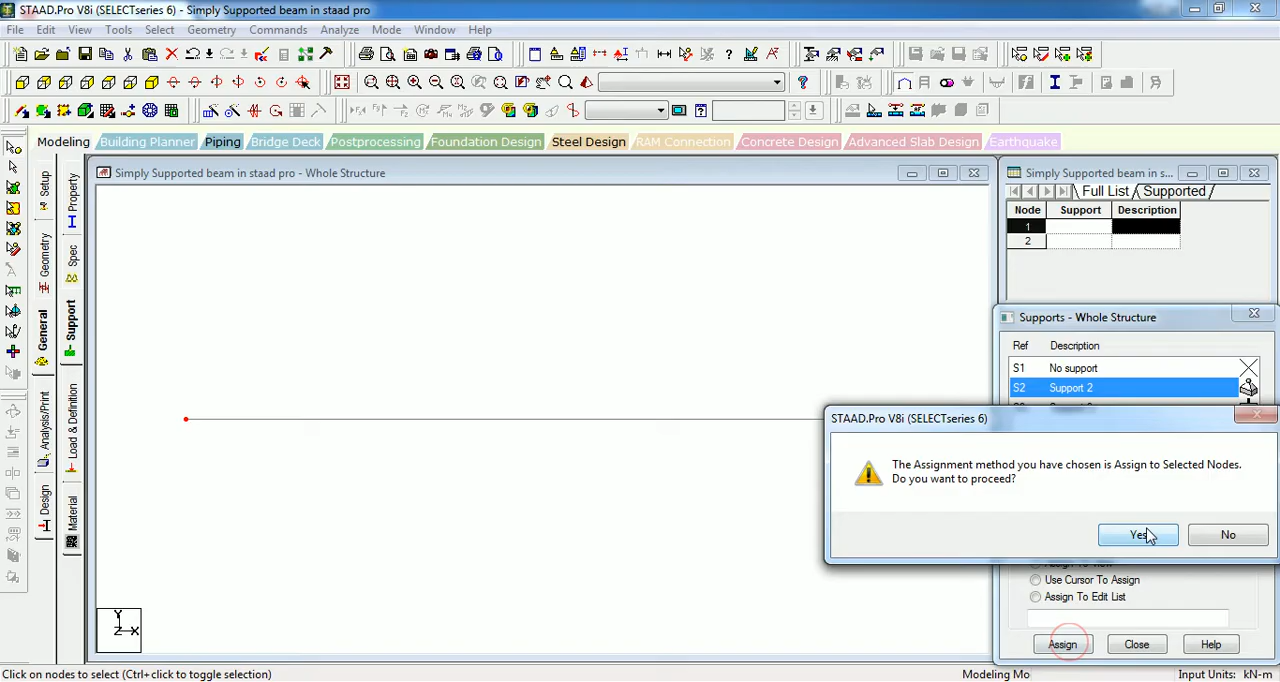 STAAD.Pro V8i (SELECTseries 6) - Simply Supported beam in staad pro
File Edit View Tools Select Geometry Commands Analyze Mode Window Help
Modeling Building Planner Piping Bridge Deck Postprocessing Foundation Design Steel Design RAM Connection Concrete Design Advanced Slab Design Earthquake
Setup
Geometry
General
Analysis/Print
Design
Property
Spec
Support
Load & Definition
Material
Simply Supported beam in staad pro - Whole Structure
Y
Z X
Simply Supported beam in s...
Full List Supported
Node Support Description
1
2
Supports - Whole Structure
Ref Description
S1 No support
S2 Support 2
STAAD.Pro V8i (SELECTseries 6)
The Assignment method you have chosen is Assign to Selected Nodes.
Do you want to proceed?
Yes No
Use Cursor To Assign
Assign To Edit List
Assign Close Help
Click on nodes to select (Ctrl+click to toggle selection) Modeling Mo Input Units: kN-m